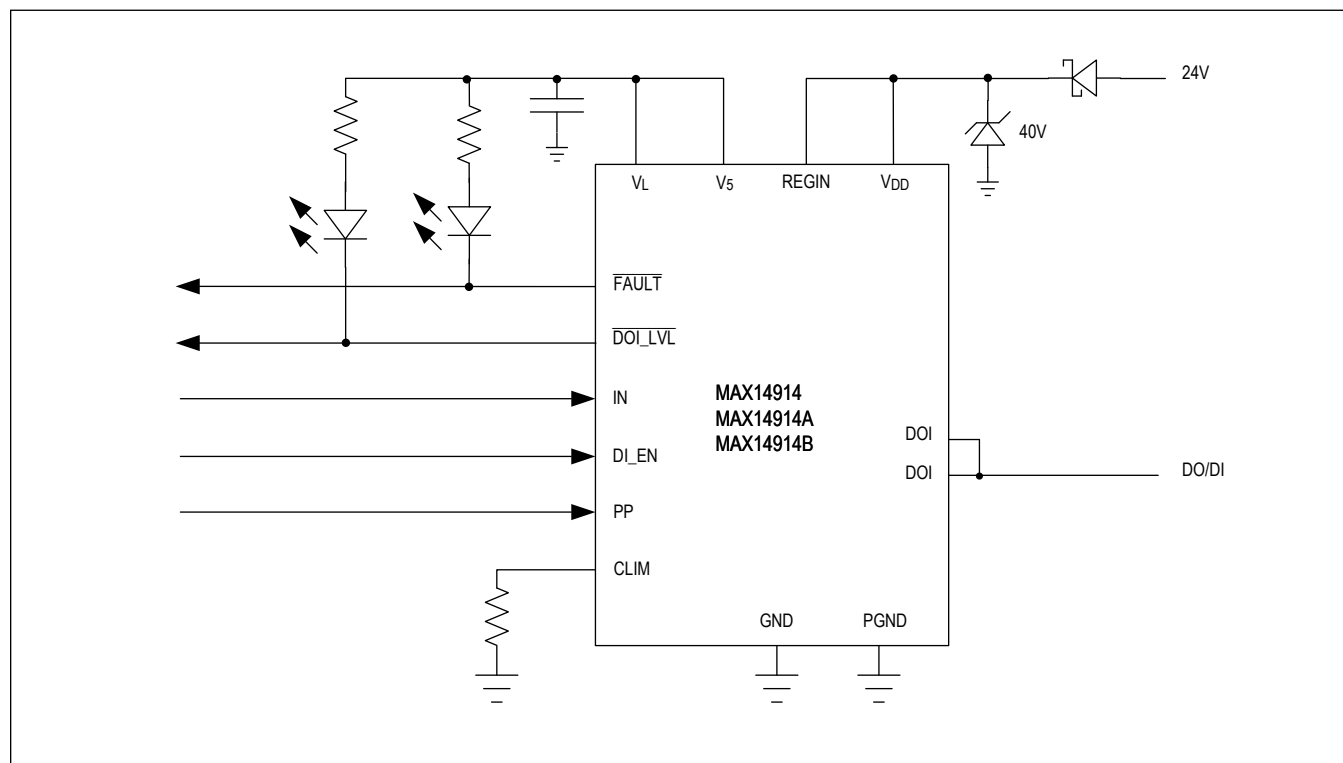 24V
40V
VL
V5
REGIN
VDD
FAULT
DOI_LVL
IN
MAX14914
MAX14914A
MAX14914B
DI_EN
DOI
DOI
DO/DI
PP
CLIM
GND
PGND